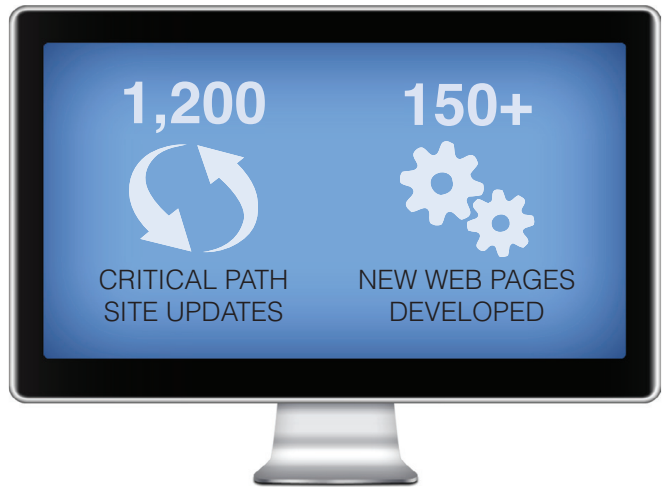 1,200
CRITICAL PATH
SITE UPDATES
150+
NEW WEB PAGES
DEVELOPED